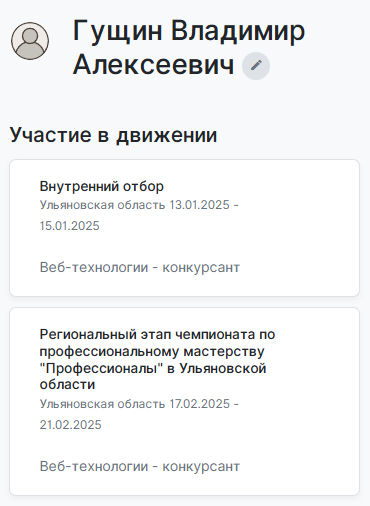 Гущин Владимир
Алексеевич
Участие в движении
Внутренний отбор
Ульяновская область 13.01.2025 -
15.01.2025
Веб-технологии - конкурсант
Региональный этап чемпионата по
профессиональному мастерству
"Профессионалы" в Ульяновской
области
Ульяновская область 17.02.2025 -
21.02.2025
Веб-технологии - конкурсант